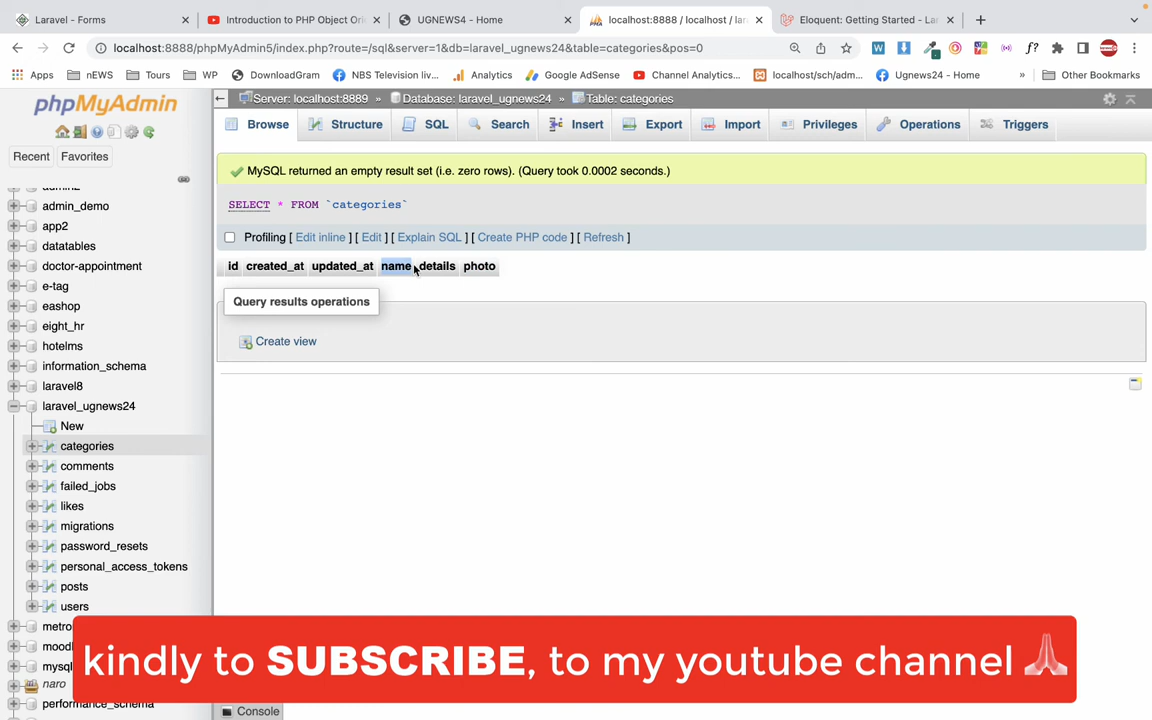 Laravel - Forms
Introduction to PHP Object Ori
UGNEWS4 - Home
localhost:8888 / localhost / lar
Eloquent: Getting Started - La
localhost:8888/phpMyAdmin5/index.php?route=/sql&server=1&db=laravel_ugnews24&table=categories&pos=0
Apps
nEWS
Tours
WP
DownloadGram
NBS Television liv...
Analytics
Google AdSense
Channel Analytics...
localhost/sch/adm...
Ugnews24 - Home
»
Other Bookmarks
phpMyAdmin
Recent
Favorites
Server: localhost:8889 » Database: laravel_ugnews24 » Table: categories
Browse
Structure
SQL
Search
Insert
Export
Import
Privileges
Operations
Triggers
MySQL returned an empty result set (i.e. zero rows). (Query took 0.0002 seconds.)
SELECT * FROM `categories`
Profiling [ Edit inline ] [ Edit ] [ Explain SQL ] [ Create PHP code ] [ Refresh ]
id created_at updated_at name details photo
Query results operations
Create view
admin_demo
app2
datatables
doctor-appointment
e-tag
eashop
eight_hr
hotelms
information_schema
laravel8
laravel_ugnews24
New
categories
comments
failed_jobs
likes
migrations
password_resets
personal_access_tokens
posts
users
metro
mood
mysql
naro
performance_schema
kindly to SUBSCRIBE, to my youtube channel
Console